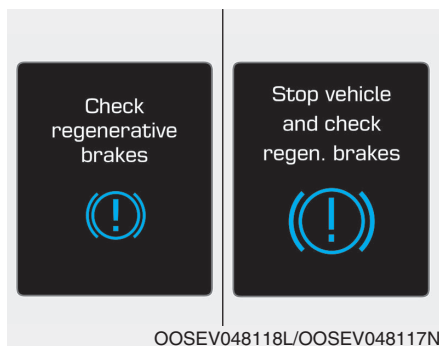 Check
regenerative
brakes
Stop vehicle
and check
regen. brakes
OOSEV048118L/OOSEV048117N